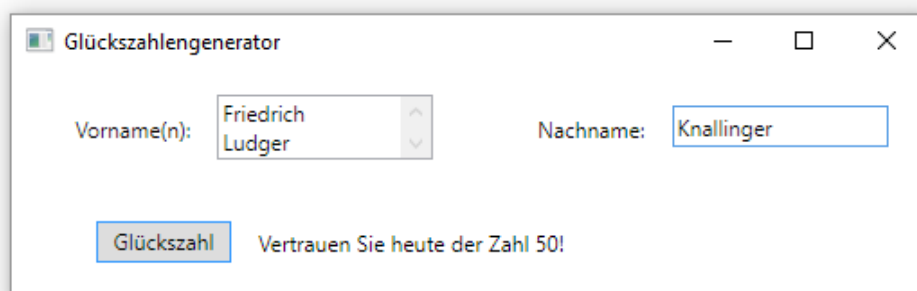 Glückszahlengenerator
Vorname(n):
Friedrich
Ludger
Nachname:
Knallinger
Glückszahl
Vertrauen Sie heute der Zahl 50!